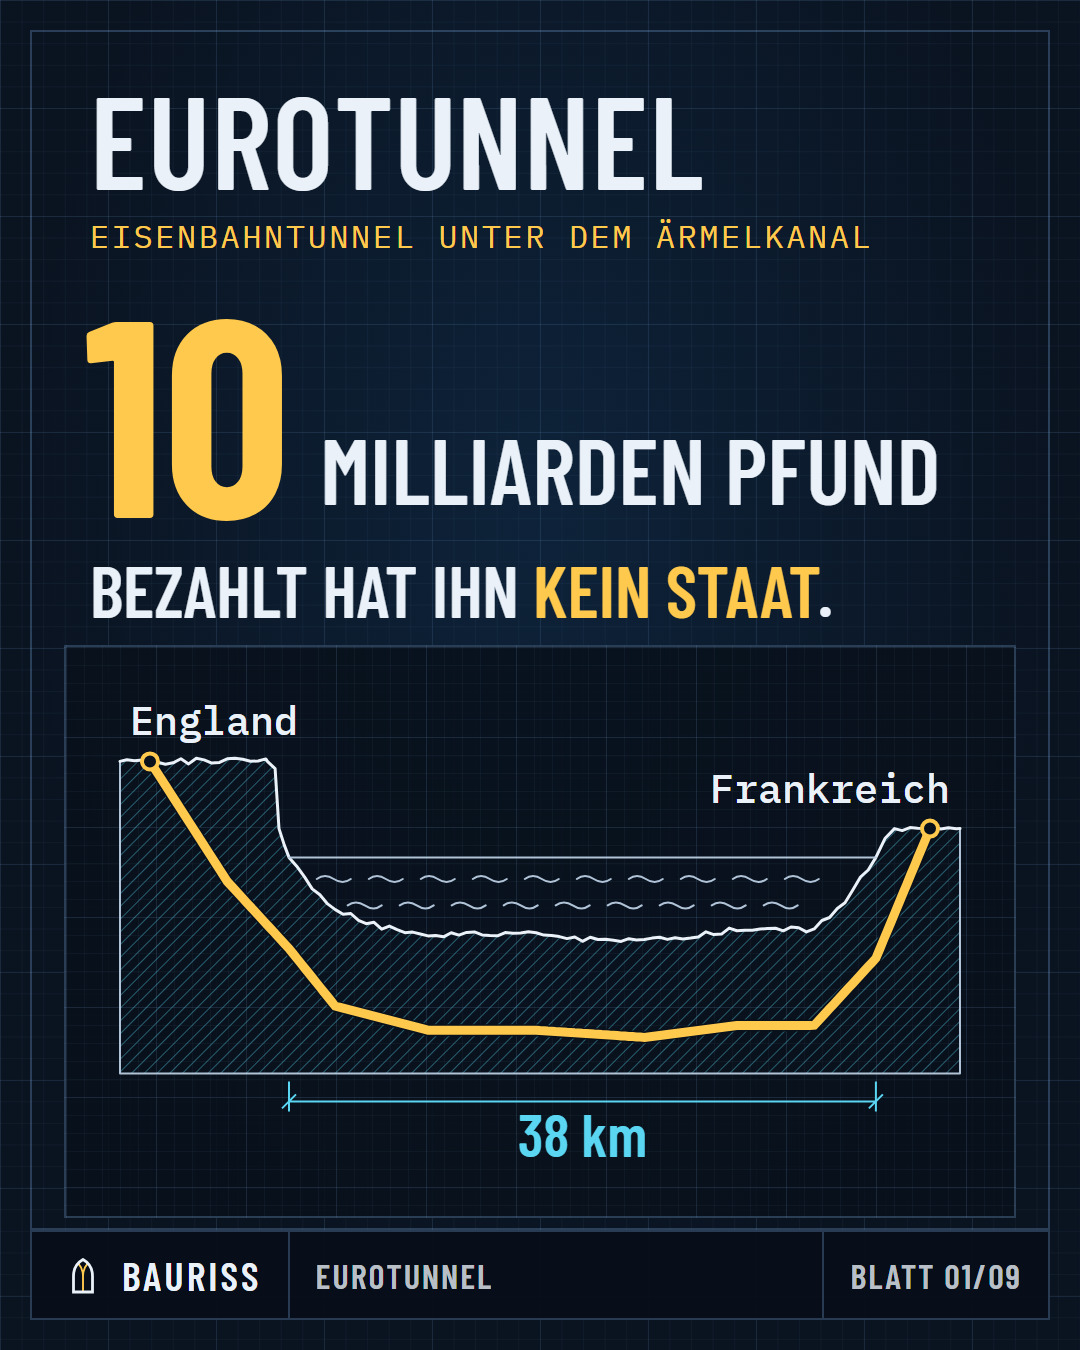 EUROTUNNEL
EISENBAHNTUNNEL UNTER DEM ÄRMELKANAL
10 MILLIARDEN PFUND
BEZAHLT HAT IHN KEIN STAAT.
England
Frankreich
38 km
BAURISS
EUROTUNNEL
BLATT 01/09